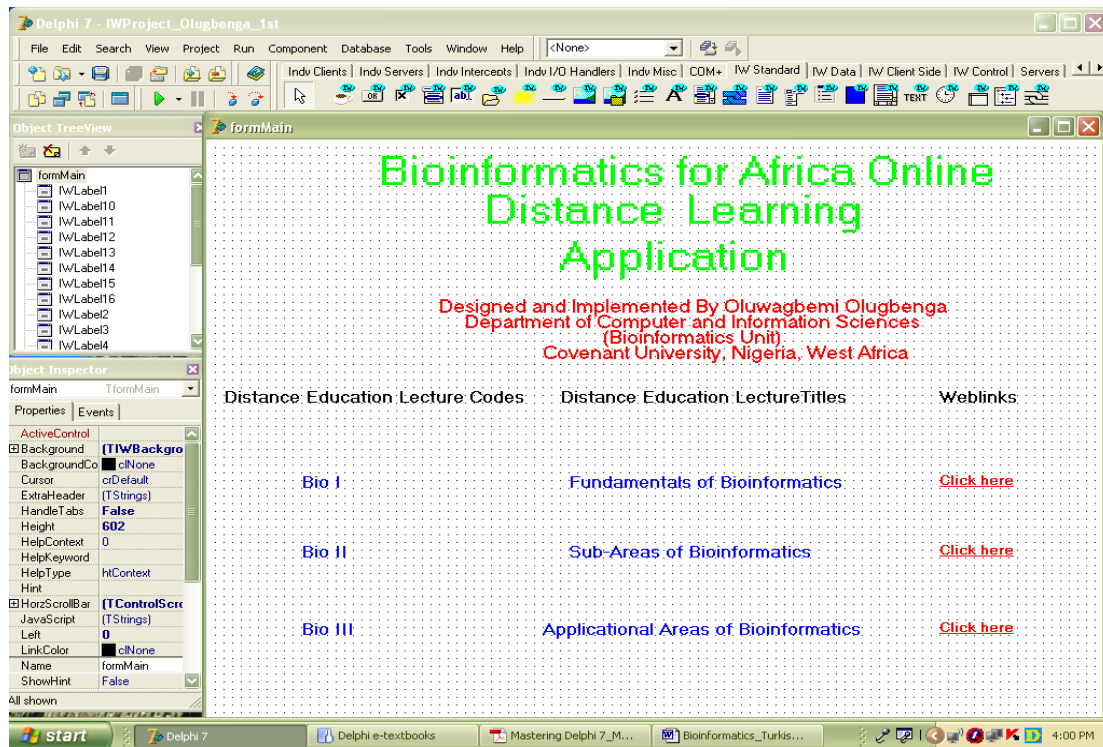 Delphi 7 - IWProject_Olugbenga_1st
File Edit Search View Project Run Component Database Tools Window Help <None>
Indy Clients Indy Servers Indy Intercepts Indy I/O Handlers Indy Misc COM+ IW Standard IW Data IW Client Side IW Control Servers
Object TreeView
formMain
IWLabel1
IWLabel10
IWLabel11
IWLabel12
IWLabel13
IWLabel14
IWLabel15
IWLabel16
IWLabel2
IWLabel3
IWLabel4
Object Inspector
formMain TformMain
Properties Events
ActiveControl
Background (TIWBackgro
BackgroundCo clNone
Cursor crDefault
ExtraHeader (TStrings)
HandleTabs False
Height 602
HelpContext 0
HelpKeyword
HelpType htContext
Hint
HorzScrollBar (TControlScrc
JavaScript (TStrings)
Left 0
LinkColor clNone
Name formMain
ShowHint False
All shown
formMain
Bioinformatics for Africa Online
Distance Learning
Application
Designed and Implemented By Oluwagbemi Olugbenga
Department of Computer and Information Sciences
(Bioinformatics Unit)
Covenant University, Nigeria, West Africa
Distance Education Lecture Codes Distance Education LectureTitles Weblinks
Bio I Fundamentals of Bioinformatics Click here
Bio II Sub-Areas of Bioinformatics Click here
Bio III Applicational Areas of Bioinformatics Click here
start Delphi 7 Delphi e-textbooks Mastering Delphi 7_M... Bioinformatics_Turkis... 4:00 PM